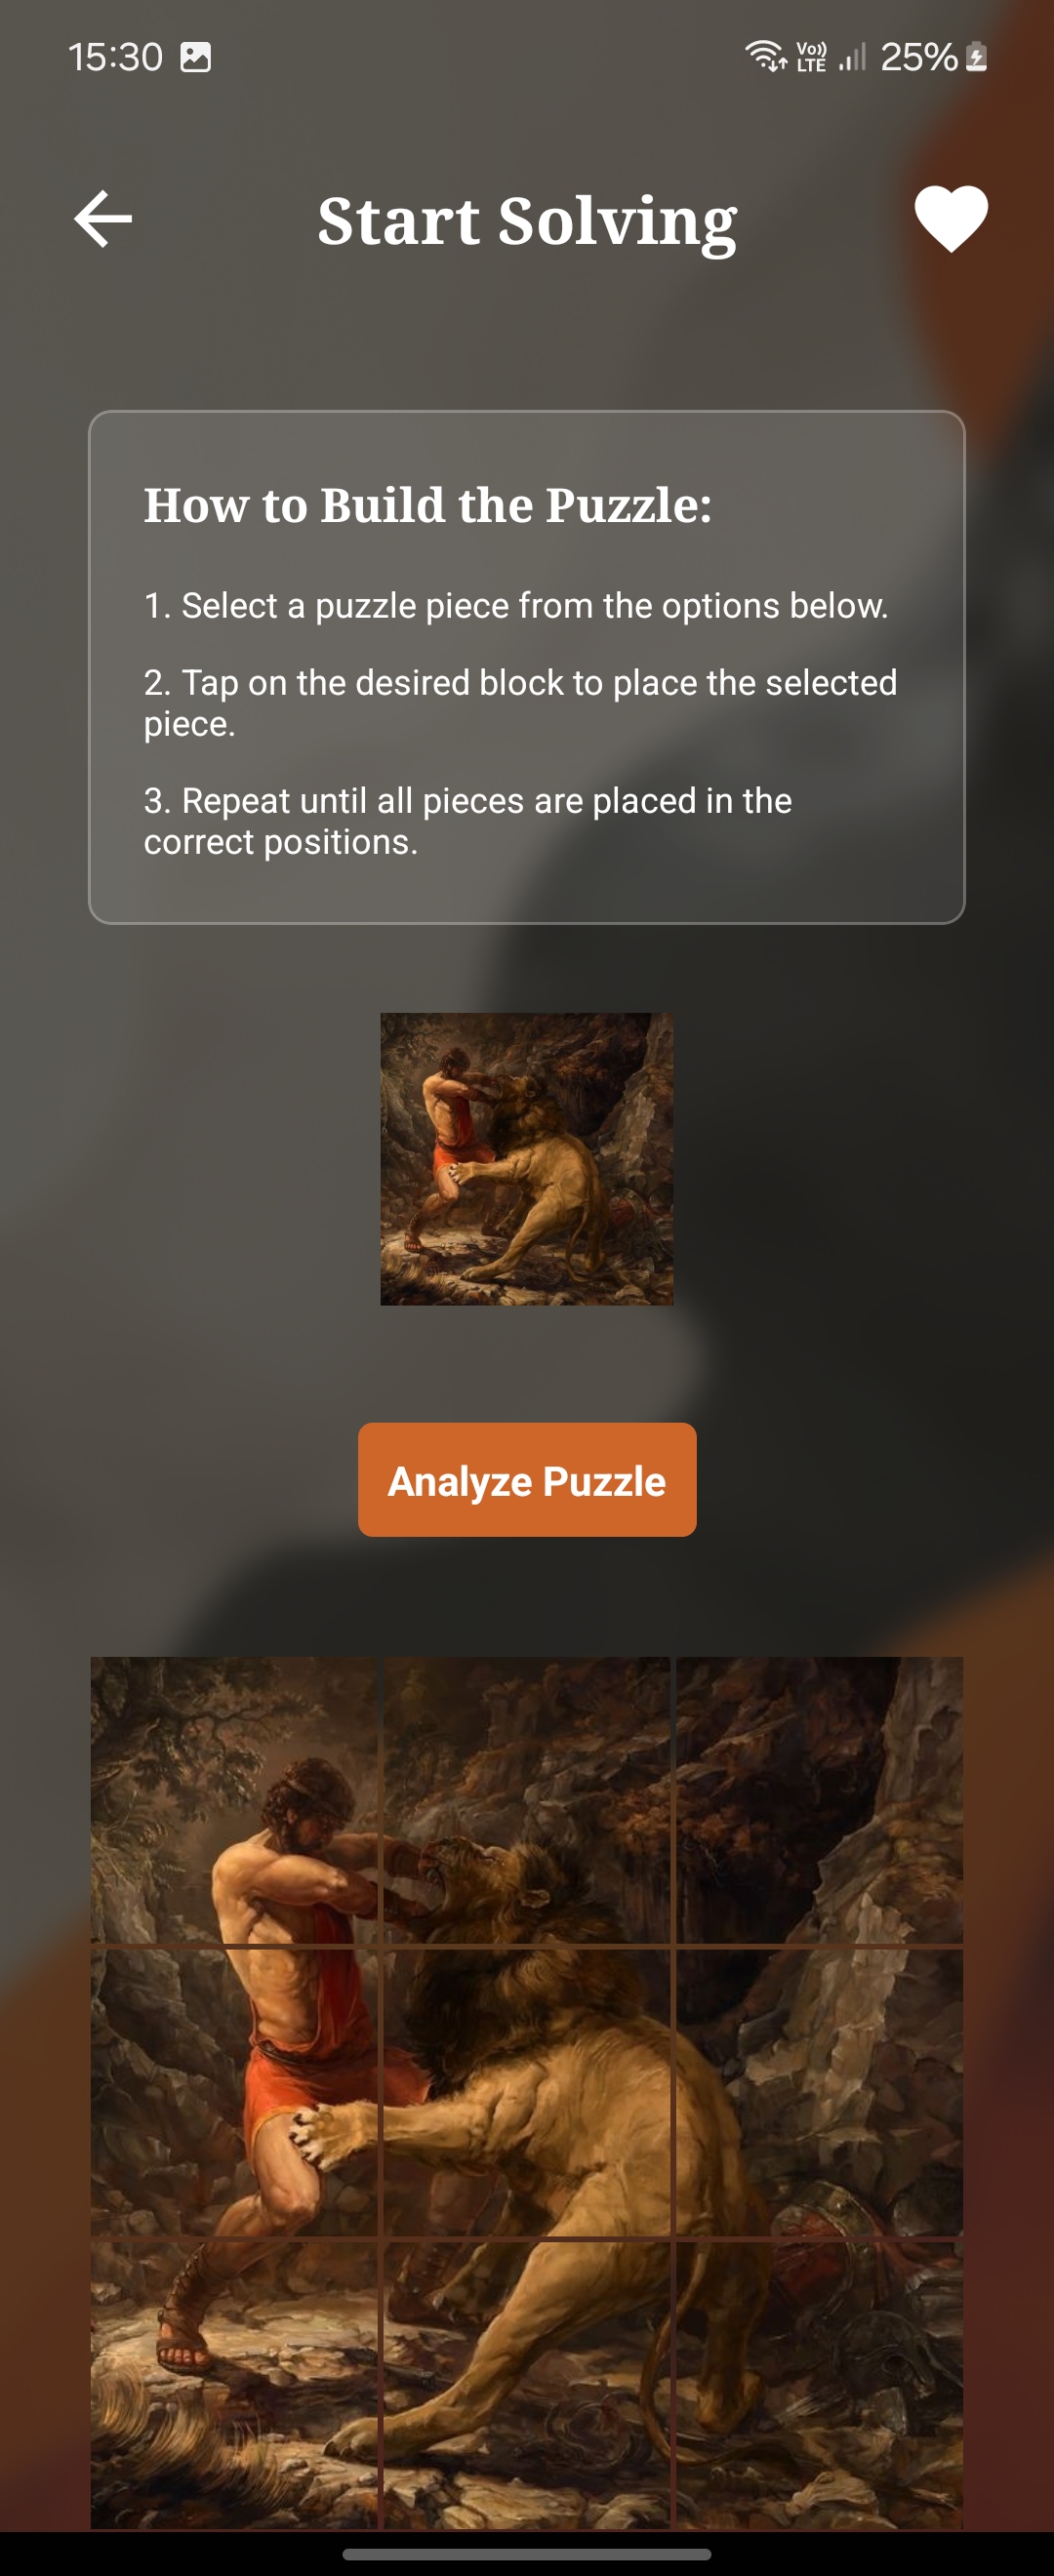 15:30
Vo))
LTE
25%
Start Solving
How to Build the Puzzle:
1. Select a puzzle piece from the options below.
2. Tap on the desired block to place the selected
piece.
3. Repeat until all pieces are placed in the
correct positions.
Analyze Puzzle